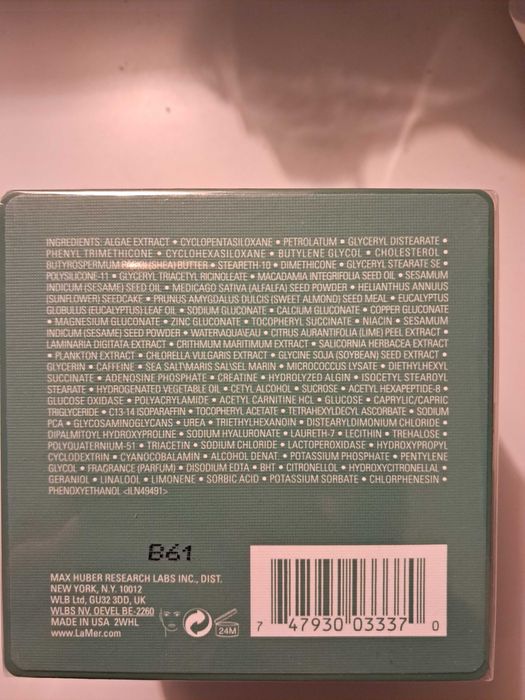 INGREDIENTS: ALGAE EXTRACT • CYCLOPENTASILOXANE • PETROLATUM • GLYCERYL DISTEARATE •
PHENYL TRIMETHICONE • CYCLOHEXASILOXANE • BUTYLENE GLYCOL • CHOLESTEROL •
BUTYROSPERMUM PARKII (SHEA) BUTTER • STEARETH-10 • DIMETHICONE • GLYCERYL STEARATE SE •
POLYSILICONE-11 • GLYCERYL TRIACETYL RICINOLEATE • MACADAMIA INTEGRIFOLIA SEED OIL • SESAMUM
INDICUM (SESAME) SEED OIL • MEDICAGO SATIVA (ALFALFA) SEED POWDER • HELIANTHUS ANNUUS
(SUNFLOWER) SEEDCAKE • PRUNUS AMYGDALUS DULCIS (SWEET ALMOND) SEED MEAL • EUCALYPTUS
GLOBULUS (EUCALYPTUS) LEAF OIL • SODIUM GLUCONATE • CALCIUM GLUCONATE • COPPER GLUCONATE
• MAGNESIUM GLUCONATE • ZINC GLUCONATE • TOCOPHERYL SUCCINATE • NIACIN • SESAMUM
INDICUM (SESAME) SEED POWDER • WATER\AQUA\EAU • CITRUS AURANTIFOLIA (LIME) PEEL EXTRACT •
LAMINARIA DIGITATA EXTRACT • CRITHMUM MARITIMUM EXTRACT • SALICORNIA HERBACEA EXTRACT
• PLANKTON EXTRACT • CHLORELLA VULGARIS EXTRACT • GLYCINE SOJA (SOYBEAN) SEED EXTRACT •
GLYCERIN • CAFFEINE • SEA SALT\MARIS SAL\SEL MARIN • MICROCOCCUS LYSATE • DIETHYLHEXYL
SUCCINATE • ADENOSINE PHOSPHATE • CREATINE • HYDROLYZED ALGIN • ISOCETYL STEAROYL
STEARATE • HYDROGENATED VEGETABLE OIL • CETYL ALCOHOL • SUCROSE • ACETYL HEXAPEPTIDE-8 •
GLUCOSE OXIDASE • POLYACRYLAMIDE • ACETYL CARNITINE HCL • GLUCOSE • CAPRYLIC/CAPRIC
TRIGLYCERIDE • C13-14 ISOPARAFFIN • TOCOPHERYL ACETATE • TETRAHEXYLDECYL ASCORBATE • SODIUM
PCA • GLYCOSAMINOGLYCANS • UREA • TRIETHYLHEXANOIN • DISTEARYLDIMONIUM CHLORIDE •
DIPALMITOYL HYDROXYPROLINE • SODIUM HYALURONATE • LAURETH-7 • LECITHIN • TREHALOSE •
POLYQUATERNIUM-51 • TRIACETIN • SODIUM CHLORIDE • LACTOPEROXIDASE • HYDROXYPROPYL
CYCLODEXTRIN • CYANOCOBALAMIN • ALCOHOL DENAT. • POTASSIUM PHOSPHATE • PENTYLENE
GLYCOL • FRAGRANCE (PARFUM) • DISODIUM EDTA • BHT • CITRONELLOL • HYDROXYCITRONELLAL •
GERANIOL • LINALOOL • LIMONENE • SORBIC ACID • POTASSIUM SORBATE • CHLORPHENESIN •
PHENOXYETHANOL <ILN49491>
B61
MAX HUBER RESEARCH LABS INC., DIST.
NEW YORK, N.Y. 10012
WLB Ltd, GU32 3DD, UK
WLBS NV, OEVEL BE-2260
MADE IN USA 2WHL
www.LaMer.com
24M
7 47930 03337 0